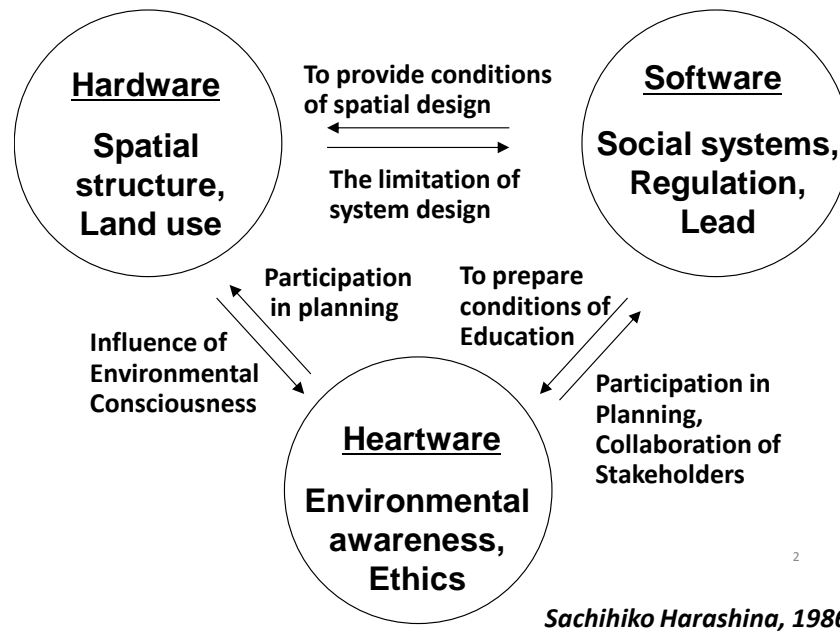 Hardware
Spatial
structure,
Land use
To provide conditions
of spatial design
The limitation of
system design
Software
Social systems,
Regulation,
Lead
Participation
in planning
Influence of
Environmental
Consciousness
To prepare
conditions of
Education
Participation in
Planning,
Collaboration of
Stakeholders
Heartware
Environmental
awareness,
Ethics
2
Sachihiko Harashina,